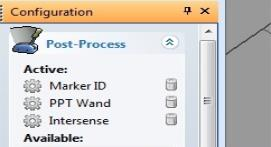 Configuration
Post-Process
Active:
Marker ID
PPT Wand
Intersense
Available: